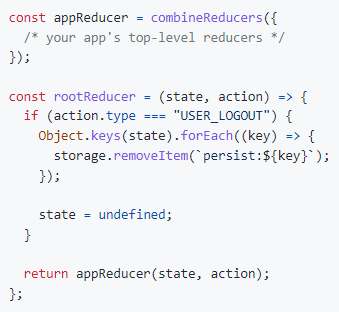 const appReducer = combineReducers({
  /* your app's top-level reducers */
});

const rootReducer = (state, action) => {
  if (action.type === "USER_LOGOUT") {
    Object.keys(state).forEach((key) => {
      storage.removeItem(`persist:${key}`);
    });

    state = undefined;
  }

  return appReducer(state, action);
};